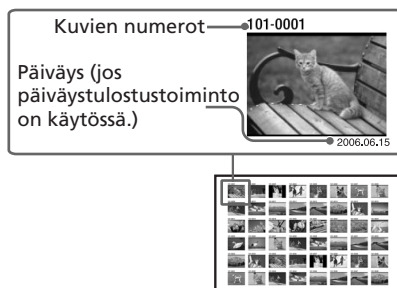 Kuvien numerot
101-0001
Päiväys (jos
päiväystulostustoiminto
on käytössä.)
2006.06.15